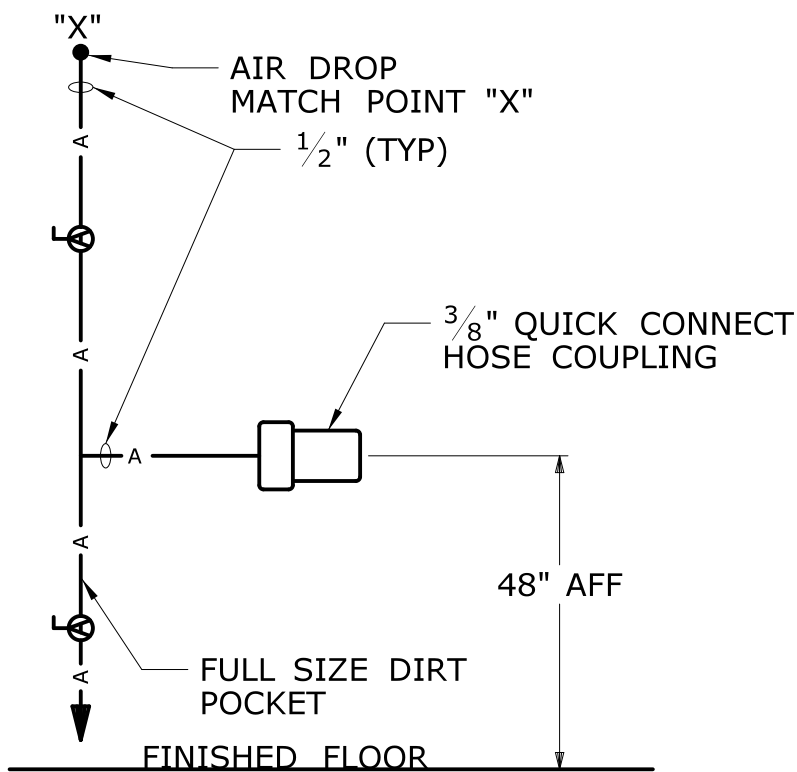 "X"
AIR DROP
MATCH POINT "X"
1/2" (TYP)
A
A
3/8" QUICK CONNECT
HOSE COUPLING
A
A
48" AFF
FULL SIZE DIRT
POCKET
A
FINISHED FLOOR